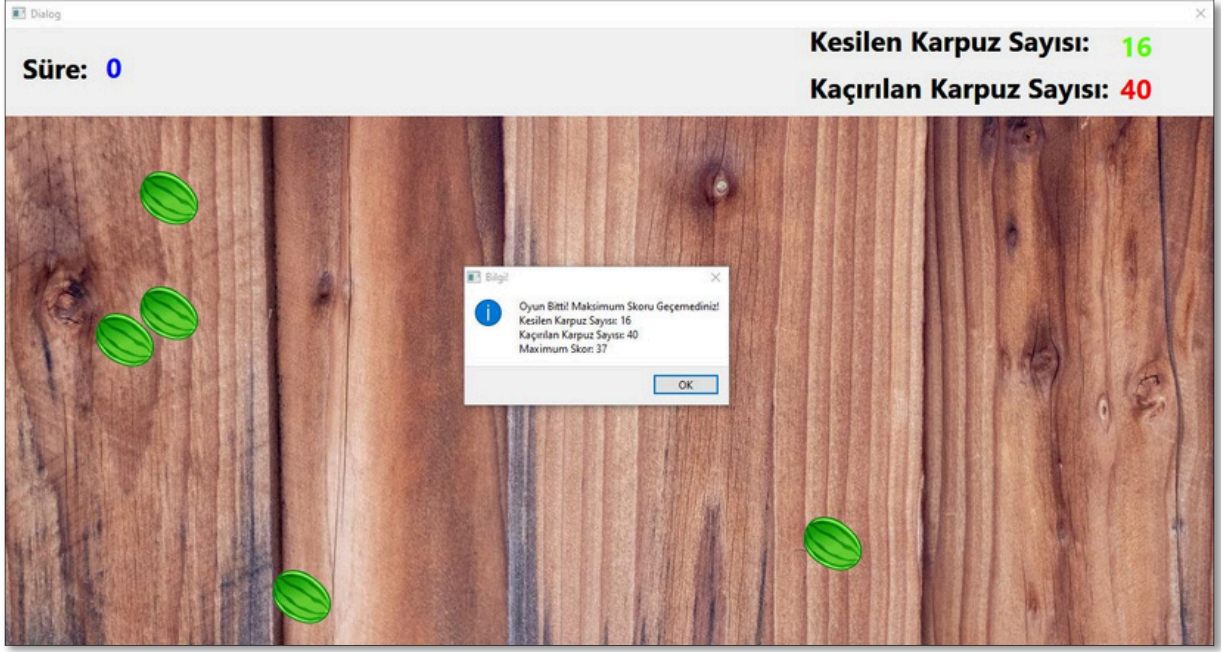 Dialog
Süre: 0
Kesilen Karpuz Sayısı: 16
Kaçırılan Karpuz Sayısı: 40
Bilgi!
Oyun Bitti! Maksimum Skoru Geçemediniz!
Kesilen Karpuz Sayısı: 16
Kaçırılan Karpuz Sayısı: 40
Maximum Skor: 37
OK